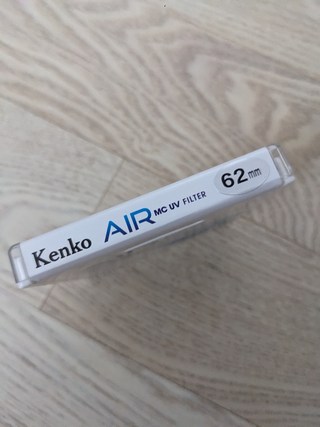 Kenko AIR MC UV FILTER 62mm